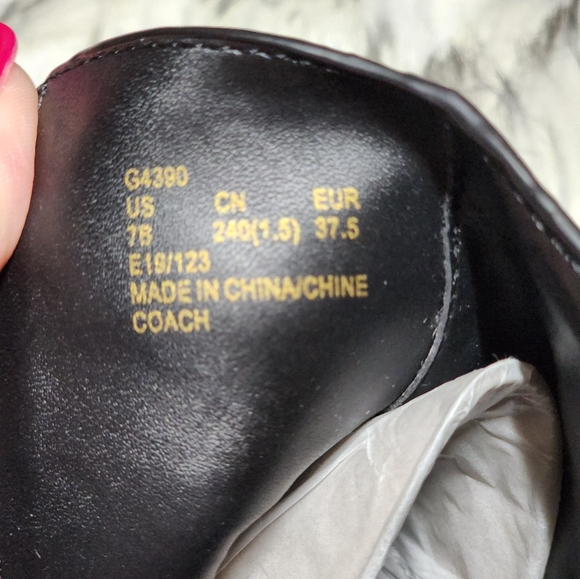 G4390
US CN EUR
7B 240(1.5) 37.5
E19/123
MADE IN CHINA/CHINE
COACH